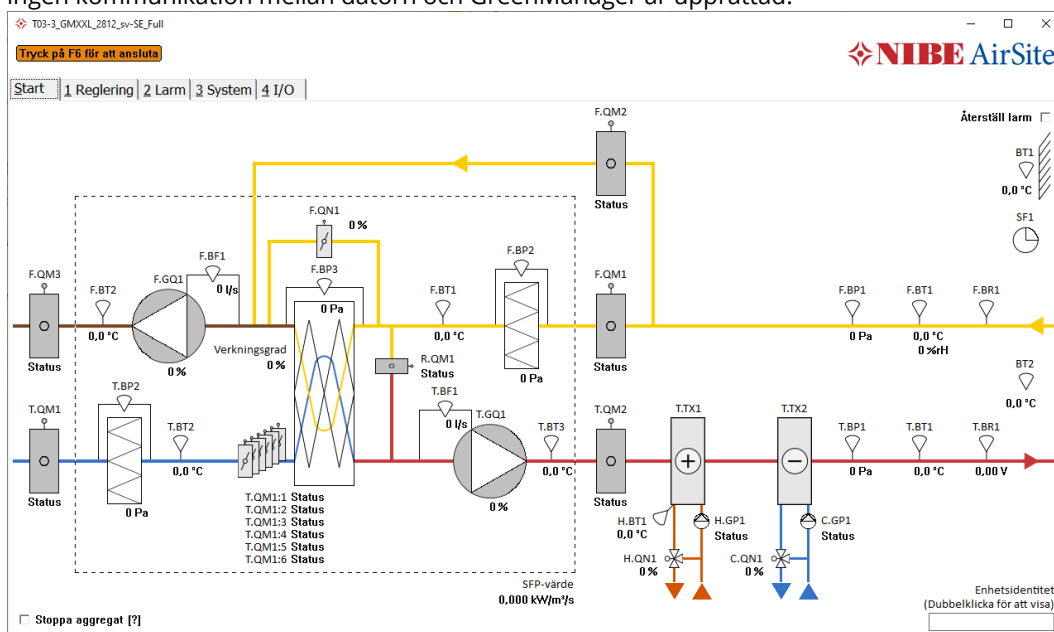 ingen kommunikation mellan datorn och GreenManager är upprättad.
T03-3_GMXXL_2812_sv-SE_Full
Tryck på F6 för att ansluta
NIBE AirSite
Start 1 Reglering 2 Larm 3 System 4 I/O
F.QM2
Status
Återställ larm
BT1
0,0 °C
SF1
F.QN1
0 %
F.BF1
0 l/s
F.BP3
0 Pa
F.BP2
0 Pa
F.QM3
Status
F.BT2
0,0 °C
F.GQ1
0 %
Verkningsgrad
0 %
F.BT1
0,0 °C
F.QM1
Status
F.BP1
0 Pa
F.BT1
0,0 °C
0 %rH
F.BR1
R.QM1
Status
BT2
0,0 °C
T.QM1
Status
T.BP2
0 Pa
T.BT2
0,0 °C
T.QM1:1 Status
T.QM1:2 Status
T.QM1:3 Status
T.QM1:4 Status
T.QM1:5 Status
T.QM1:6 Status
T.BF1
0 l/s
T.GQ1
0 %
T.BT3
0,0 °C
T.QM2
Status
T.TX1
T.TX2
T.BP1
0 Pa
T.BT1
0,0 °C
T.BR1
0,00 V
H.BT1
0,0 °C
H.GP1
Status
C.GP1
Status
H.QN1
0 %
C.QN1
0 %
SFP-värde
0,000 kW/m³/s
Enhetsidentitet
(Dubbelklicka för att visa)
Stoppa aggregat [?]